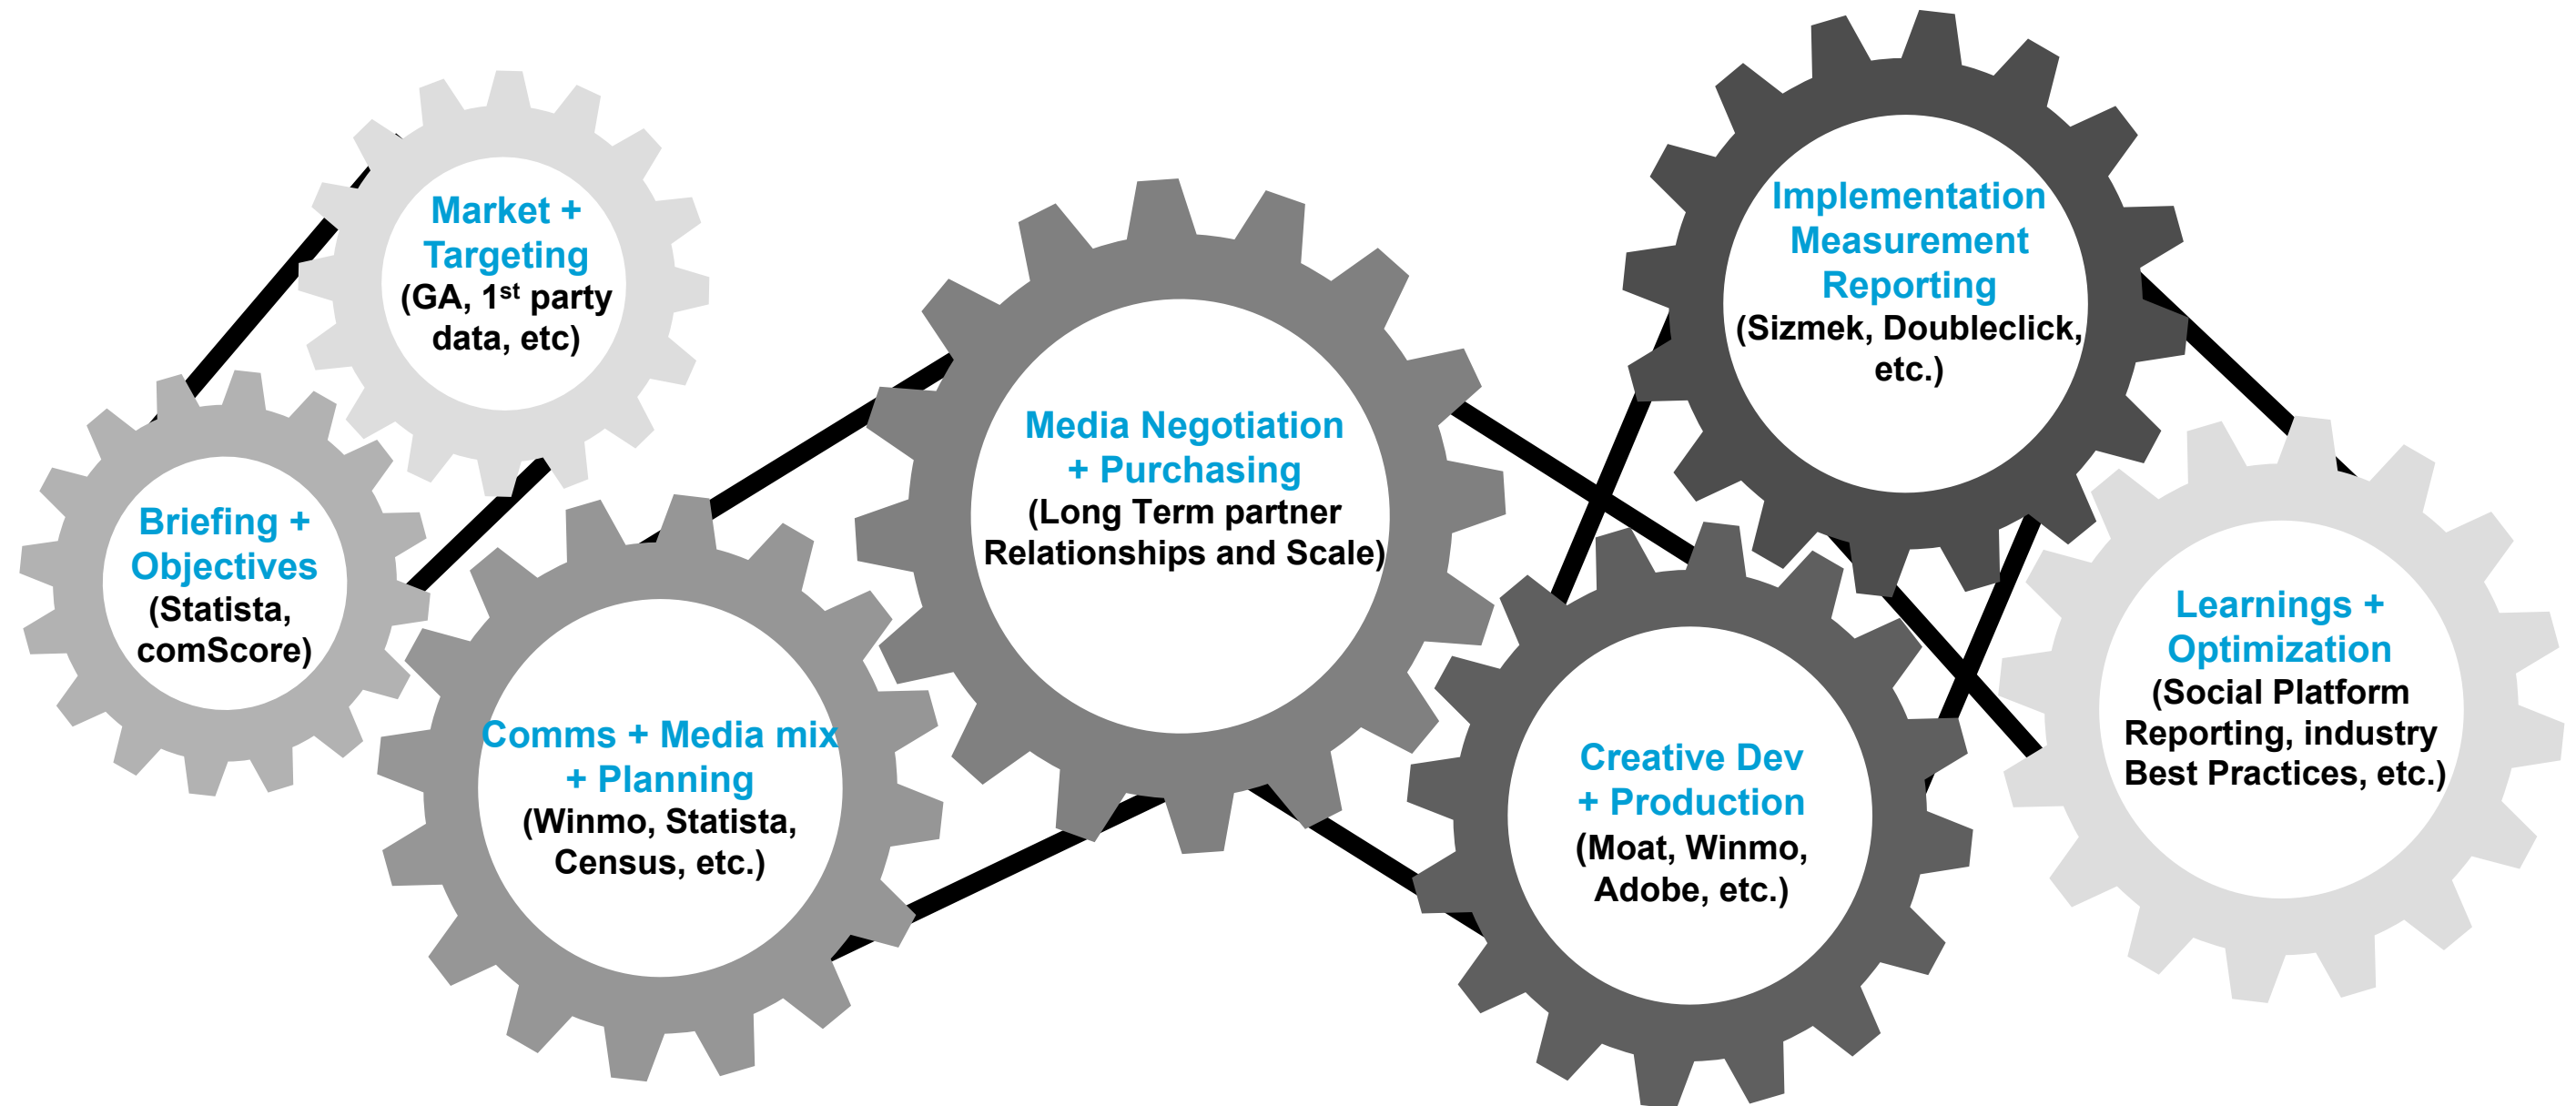 Market +
Targeting
(GA, 1st party
data, etc)
Briefing +
Objectives
(Statista,
comScore)
Comms + Media mix
+ Planning
(Winmo, Statista,
Census, etc.)
Media Negotiation
+ Purchasing
(Long Term partner
Relationships and Scale)
Creative Dev
+ Production
(Moat, Winmo,
Adobe, etc.)
Implementation
Measurement
Reporting
(Sizmek, Doubleclick,
etc.)
Learnings +
Optimization
(Social Platform
Reporting, industry
Best Practices, etc.)